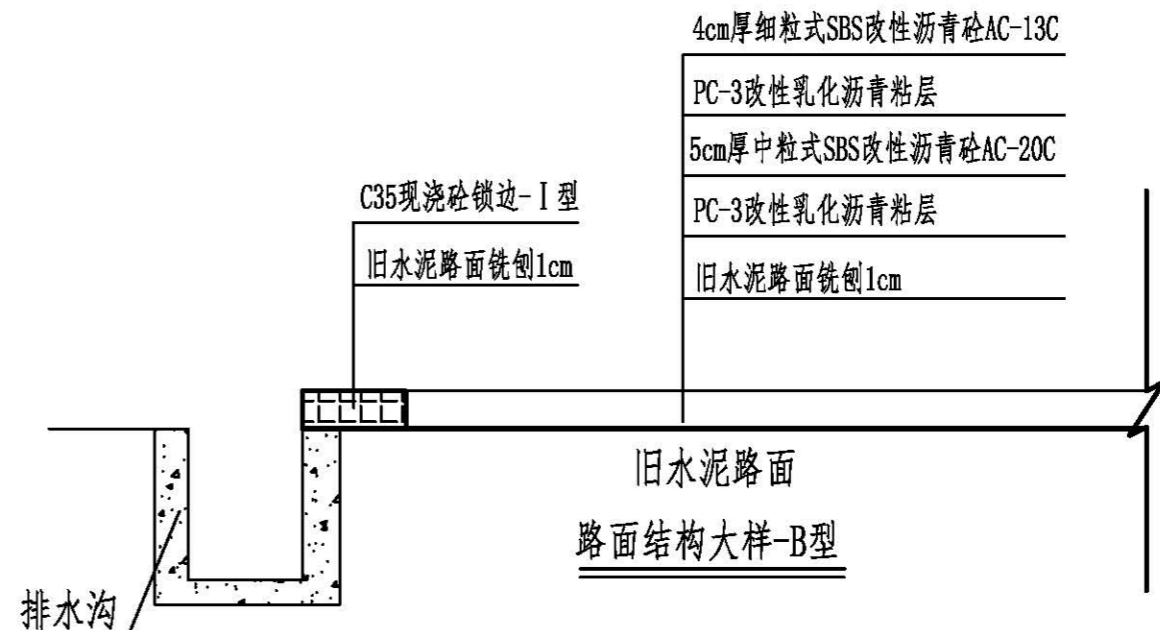 4cm厚细粒式SBS改性沥青砼AC-13C
PC-3改性乳化沥青粘层
5cm厚中粒式SBS改性沥青砼AC-20C
PC-3改性乳化沥青粘层
旧水泥路面铣刨1cm
C35现浇砼锁边-Ⅰ型
旧水泥路面铣刨1cm
旧水泥路面
路面结构大样-B型
排水沟